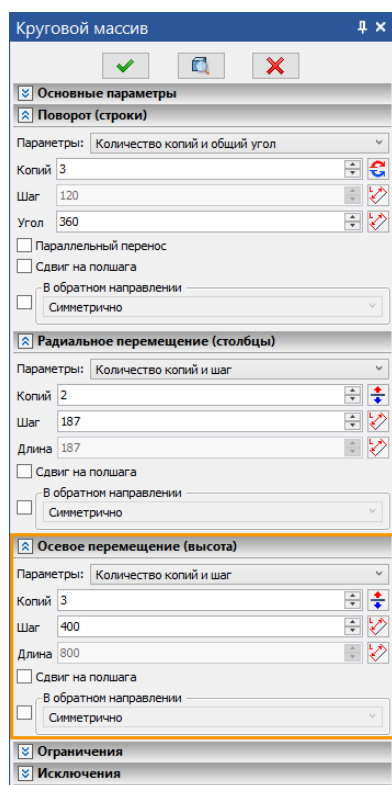 Круговой массив
Основные параметры
Поворот (строки)
Параметры: Количество копий и общий угол
Копий 3
Шаг 120
Угол 360
Параллельный перенос
Сдвиг на полшага
В обратном направлении
Симметрично
Радиальное перемещение (столбцы)
Параметры: Количество копий и шаг
Копий 2
Шаг 187
Длина 187
Сдвиг на полшага
В обратном направлении
Симметрично
Осевое перемещение (высота)
Параметры: Количество копий и шаг
Копий 3
Шаг 400
Длина 800
Сдвиг на полшага
В обратном направлении
Симметрично
Ограничения
Исключения